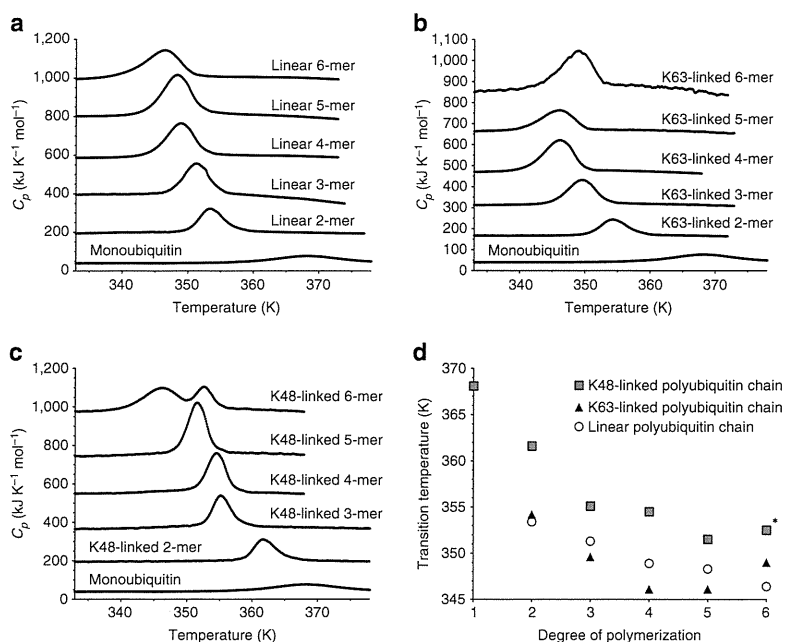 a
1,200
1,000
800
600
400
200
0
Cp (kJ K⁻¹ mol⁻¹)
Linear 6-mer
Linear 5-mer
Linear 4-mer
Linear 3-mer
Linear 2-mer
Monoubiquitin
340 350 360 370
Temperature (K)
b
1,100
1,000
900
800
700
600
500
400
300
200
100
0
Cp (kJ K⁻¹ mol⁻¹)
K63-linked 6-mer
K63-linked 5-mer
K63-linked 4-mer
K63-linked 3-mer
K63-linked 2-mer
Monoubiquitin
340 350 360 370
Temperature (K)
c
1,200
1,000
800
600
400
200
0
Cp (kJ K⁻¹ mol⁻¹)
K48-linked 6-mer
K48-linked 5-mer
K48-linked 4-mer
K48-linked 3-mer
K48-linked 2-mer
Monoubiquitin
340 350 360 370
Temperature (K)
d
370
365
360
355
350
345
Transition temperature (K)
K48-linked polyubiquitin chain
K63-linked polyubiquitin chain
Linear polyubiquitin chain
*
1 2 3 4 5 6
Degree of polymerization